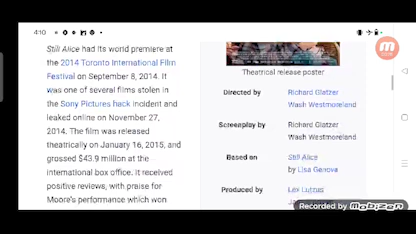 4:10
Still Alice had its world premiere at
the 2014 Toronto International Film
Festival on September 8, 2014. It
was one of several films stolen in
the Sony Pictures hack incident and
leaked online on November 27,
2014. The film was released
theatrically on January 16, 2015, and
grossed $43.9 million at the
international box office. It received
positive reviews, with praise for
Moore's performance, which won
Theatrical release poster
Directed by Richard Glatzer
Wash Westmoreland
Screenplay by Richard Glatzer
Wash Westmoreland
Based on Still Alice
by Lisa Genova
Produced by Lex Lutzus
Recorded by Mobizen